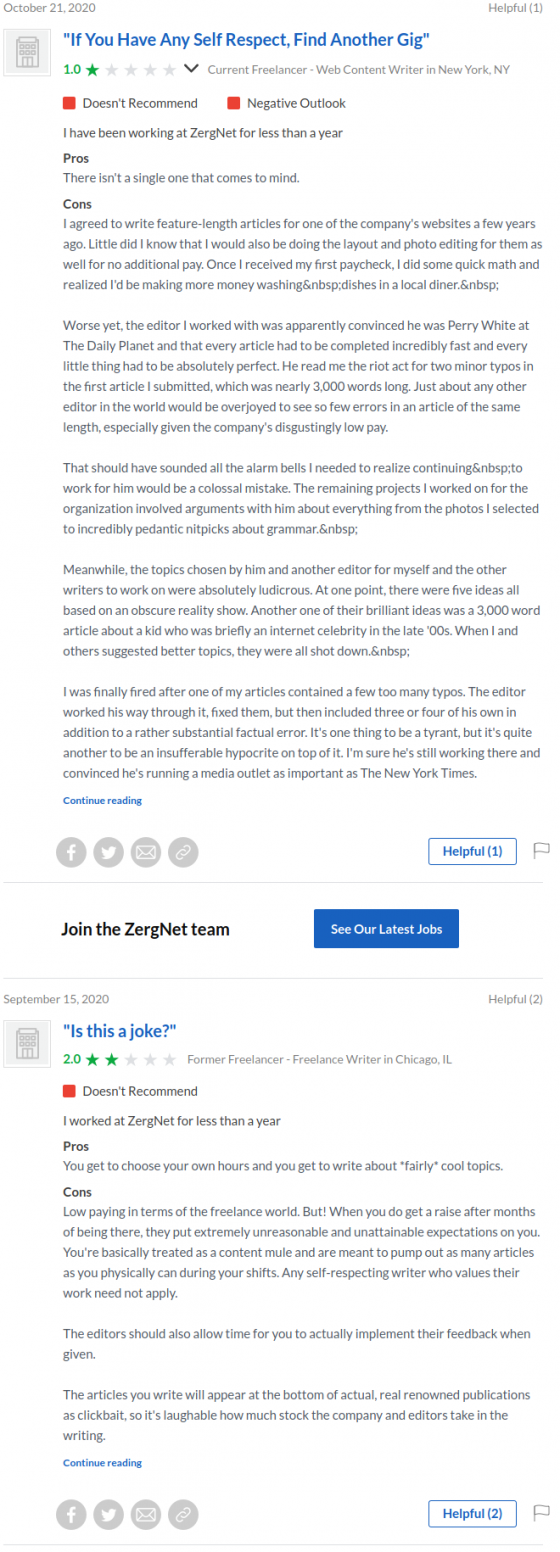 October 21, 2020 Helpful (1)
"If You Have Any Self Respect, Find Another Gig"
1.0 Current Freelancer - Web Content Writer in New York, NY
Doesn't Recommend Negative Outlook
I have been working at ZergNet for less than a year
Pros
There isn't a single one that comes to mind.
Cons
I agreed to write feature-length articles for one of the company's websites a few years
ago. Little did I know that I would also be doing the layout and photo editing for them as
well for no additional pay. Once I received my first paycheck, I did some quick math and
realized I'd be making more money washing&nbsp;dishes in a local diner.&nbsp;
Worse yet, the editor I worked with was apparently convinced he was Perry White at
The Daily Planet and that every article had to be completed incredibly fast and every
little thing had to be absolutely perfect. He read me the riot act for two minor typos in
the first article I submitted, which was nearly 3,000 words long. Just about any other
editor in the world would be overjoyed to see so few errors in an article of the same
length, especially given the company's disgustingly low pay.
That should have sounded all the alarm bells I needed to realize continuing&nbsp;to
work for him would be a colossal mistake. The remaining projects I worked on for the
organization involved arguments with him about everything from the photos I selected
to incredibly pedantic nitpicks about grammar.&nbsp;
Meanwhile, the topics chosen by him and another editor for myself and the other
writers to work on were absolutely ludicrous. At one point, there were five ideas all
based on an obscure reality show. Another one of their brilliant ideas was a 3,000 word
article about a kid who was briefly an internet celebrity in the late '00s. When I and
others suggested better topics, they were all shot down.&nbsp;
I was finally fired after one of my articles contained a few too many typos. The editor
worked his way through it, fixed them, but then included three or four of his own in
addition to a rather substantial factual error. It's one thing to be a tyrant, but it's quite
another to be an insufferable hypocrite on top of it. I'm sure he's still working there and
convinced he's running a media outlet as important as The New York Times.
Continue reading
Helpful (1)
Join the ZergNet team See Our Latest Jobs
September 15, 2020 Helpful (2)
"Is this a joke?"
2.0 Former Freelancer - Freelance Writer in Chicago, IL
Doesn't Recommend
I worked at ZergNet for less than a year
Pros
You get to choose your own hours and you get to write about *fairly* cool topics.
Cons
Low paying in terms of the freelance world. But! When you do get a raise after months
of being there, they put extremely unreasonable and unattainable expectations on you.
You're basically treated as a content mule and are meant to pump out as many articles
as you physically can during your shifts. Any self-respecting writer who values their
work need not apply.
The editors should also allow time for you to actually implement their feedback when
given.
The articles you write will appear at the bottom of actual, real renowned publications
as clickbait, so it's laughable how much stock the company and editors take in the
writing.
Continue reading
Helpful (2)